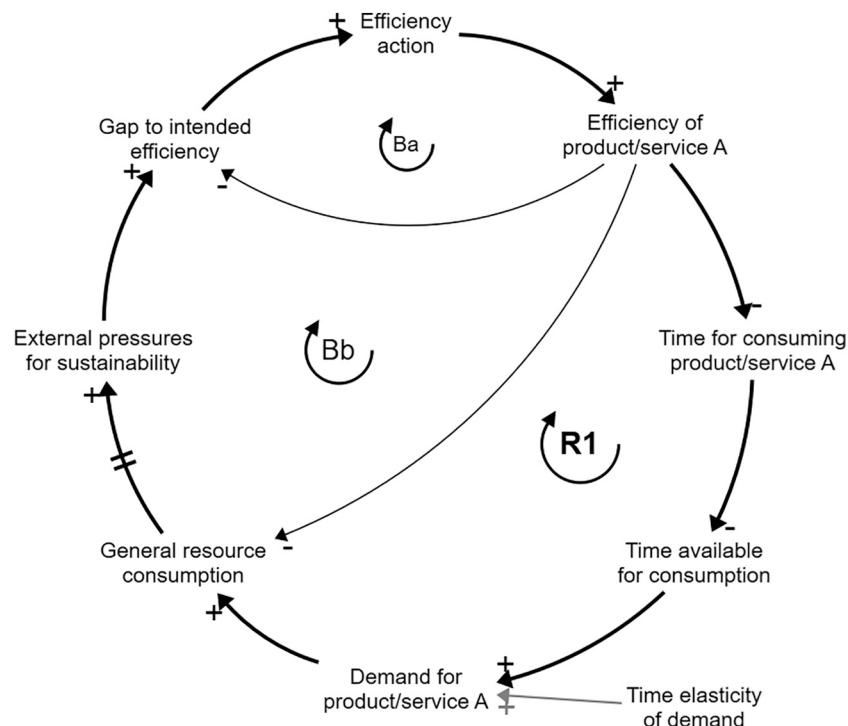 +
Efficiency
action
+
Gap to intended
efficiency
+
-
Ba
Efficiency of
product/service A
External pressures
for sustainability
+
Bb
-
Time for consuming
product/service A
R1
General resource
consumption
-
+
-
Time available
for consumption
Demand for
product/service A
+
+
Time elasticity
of demand